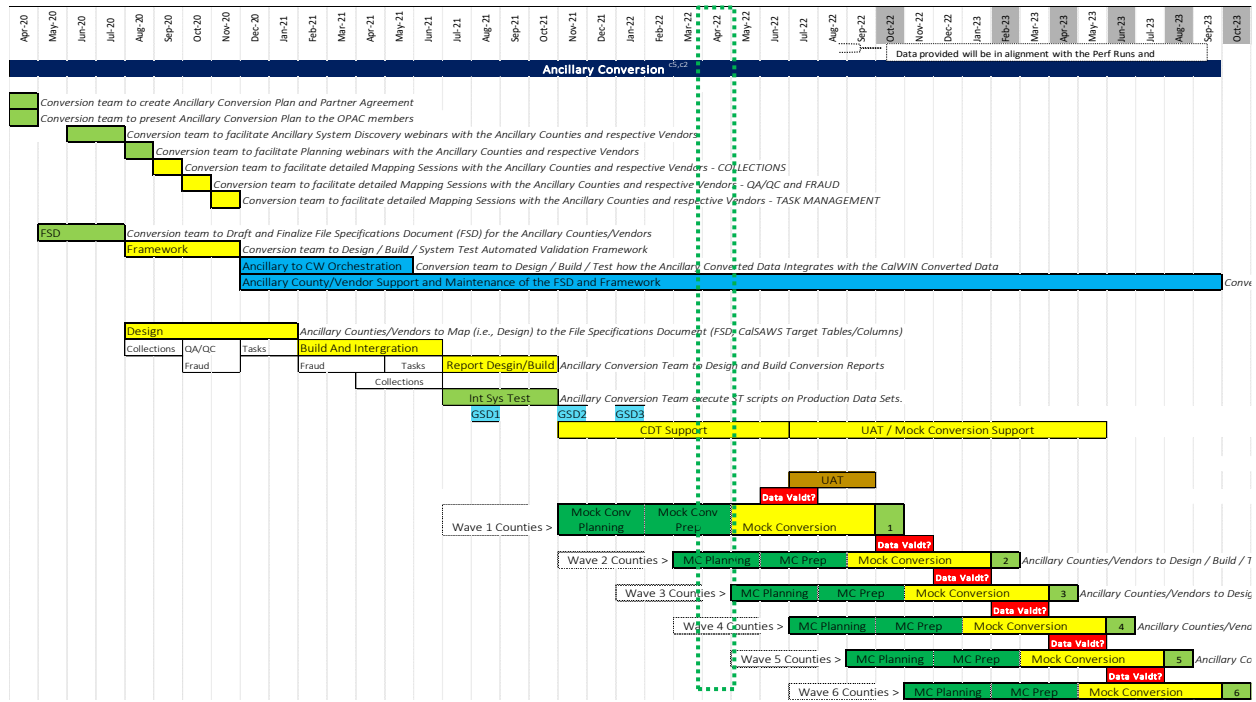 Apr-20 May-20 Jun-20 Jul-20 Aug-20 Sep-20 Oct-20 Nov-20 Dec-20 Jan-21 Feb-21 Mar-21 Apr-21 May-21 Jun-21 Jul-21 Aug-21 Sep-21 Oct-21 Nov-21 Dec-21 Jan-22 Feb-22 Mar-22 Apr-22 May-22 Jun-22 Jul-22 Aug-22 Sep-22 Oct-22 Nov-22 Dec-22 Jan-23 Feb-23 Mar-23 Apr-23 May-23 Jun-23 Jul-23 Aug-23 Sep-23 Oct-23
Data provided will be in alignment with the Perf Runs and
Ancillary Conversion c5,c2
Conversion team to create Ancillary Conversion Plan and Partner Agreement
Conversion team to present Ancillary Conversion Plan to the OPAC members
Conversion team to facilitate Ancillary System Discovery webinars with the Ancillary Counties and respective Vendors
Conversion team to facilitate Planning webinars with the Ancillary Counties and respective Vendors
Conversion team to facilitate detailed Mapping Sessions with the Ancillary Counties and respective Vendors - COLLECTIONS
Conversion team to facilitate detailed Mapping Sessions with the Ancillary Counties and respective Vendors - QA/QC and FRAUD
Conversion team to facilitate detailed Mapping Sessions with the Ancillary Counties and respective Vendors - TASK MANAGEMENT
FSD Conversion team to Draft and Finalize File Specifications Document (FSD) for the Ancillary Counties/Vendors
Framework Conversion team to Design / Build / System Test Automated Validation Framework
Ancillary to CW Orchestration Conversion team to Design / Build / Test how the Ancillary Converted Data Integrates with the CalWIN Converted Data
Ancillary County/Vendor Support and Maintenance of the FSD and Framework Conve
Design Ancillary Counties/Vendors to Map (i.e., Design) to the File Specifications Document (FSD, CalSAWS Target Tables/Columns)
Collections QA/QC Tasks Build And Intergration
Fraud Fraud Tasks Report Desgin/Build Ancillary Conversion Team to Design and Build Conversion Reports
Collections
Int Sys Test Ancillary Conversion Team execute ST scripts on Production Data Sets.
GSD1 GSD2 GSD3
CDT Support UAT / Mock Conversion Support
UAT
Data Valdt?
Wave 1 Counties > Mock Conv Planning Mock Conv Prep Mock Conversion 1
Data Valdt?
Wave 2 Counties > MC Planning MC Prep Mock Conversion 2 Ancillary Counties/Vendors to Design / Build / T
Data Valdt?
Wave 3 Counties > MC Planning MC Prep Mock Conversion 3 Ancillary Counties/Vendors to Desig
Data Valdt?
Wave 4 Counties > MC Planning MC Prep Mock Conversion 4 Ancillary Counties/Vend
Data Valdt?
Wave 5 Counties > MC Planning MC Prep Mock Conversion 5 Ancillary Co
Data Valdt?
Wave 6 Counties > MC Planning MC Prep Mock Conversion 6